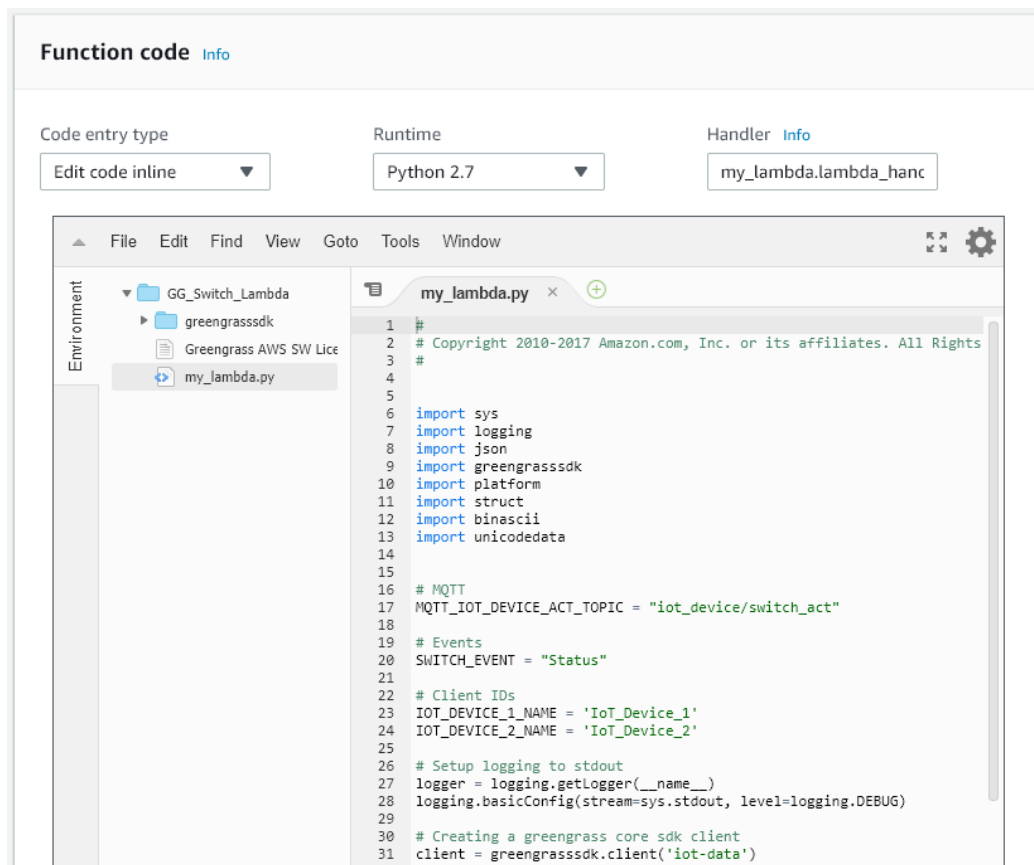 Function code Info
Code entry type
Runtime
Handler Info
Edit code inline
Python 2.7
my_lambda.lambda_hanc
File Edit Find View Goto Tools Window
Environment
GG_Switch_Lambda
greengrasssdk
Greengrass AWS SW Lice
my_lambda.py
my_lambda.py
1 #
2 # Copyright 2010-2017 Amazon.com, Inc. or its affiliates. All Rights
3 #
4
5
6 import sys
7 import logging
8 import json
9 import greengrasssdk
10 import platform
11 import struct
12 import binascii
13 import unicodedata
14
15
16 # MQTT
17 MQTT_IOT_DEVICE_ACT_TOPIC = "iot_device/switch_act"
18
19 # Events
20 SWITCH_EVENT = "Status"
21
22 # Client IDs
23 IOT_DEVICE_1_NAME = 'IoT_Device_1'
24 IOT_DEVICE_2_NAME = 'IoT_Device_2'
25
26 # Setup logging to stdout
27 logger = logging.getLogger(__name__)
28 logging.basicConfig(stream=sys.stdout, level=logging.DEBUG)
29
30 # Creating a greengrass core sdk client
31 client = greengrasssdk.client('iot-data')